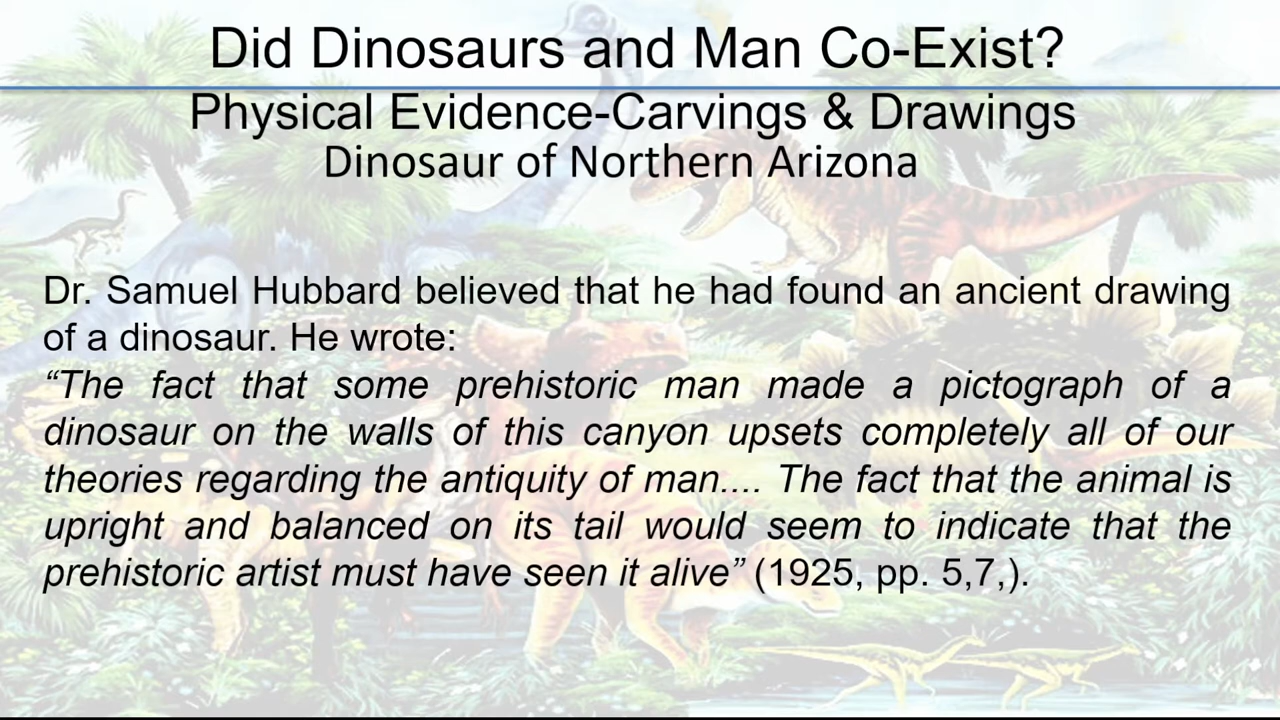 Did Dinosaurs and Man Co-Exist?
Physical Evidence-Carvings & Drawings
Dinosaur of Northern Arizona
Dr. Samuel Hubbard believed that he had found an ancient drawing
of a dinosaur. He wrote:
“The fact that some prehistoric man made a pictograph of a
dinosaur on the walls of this canyon upsets completely all of our
theories regarding the antiquity of man.... The fact that the animal is
upright and balanced on its tail would seem to indicate that the
prehistoric artist must have seen it alive” (1925, pp. 5,7,).